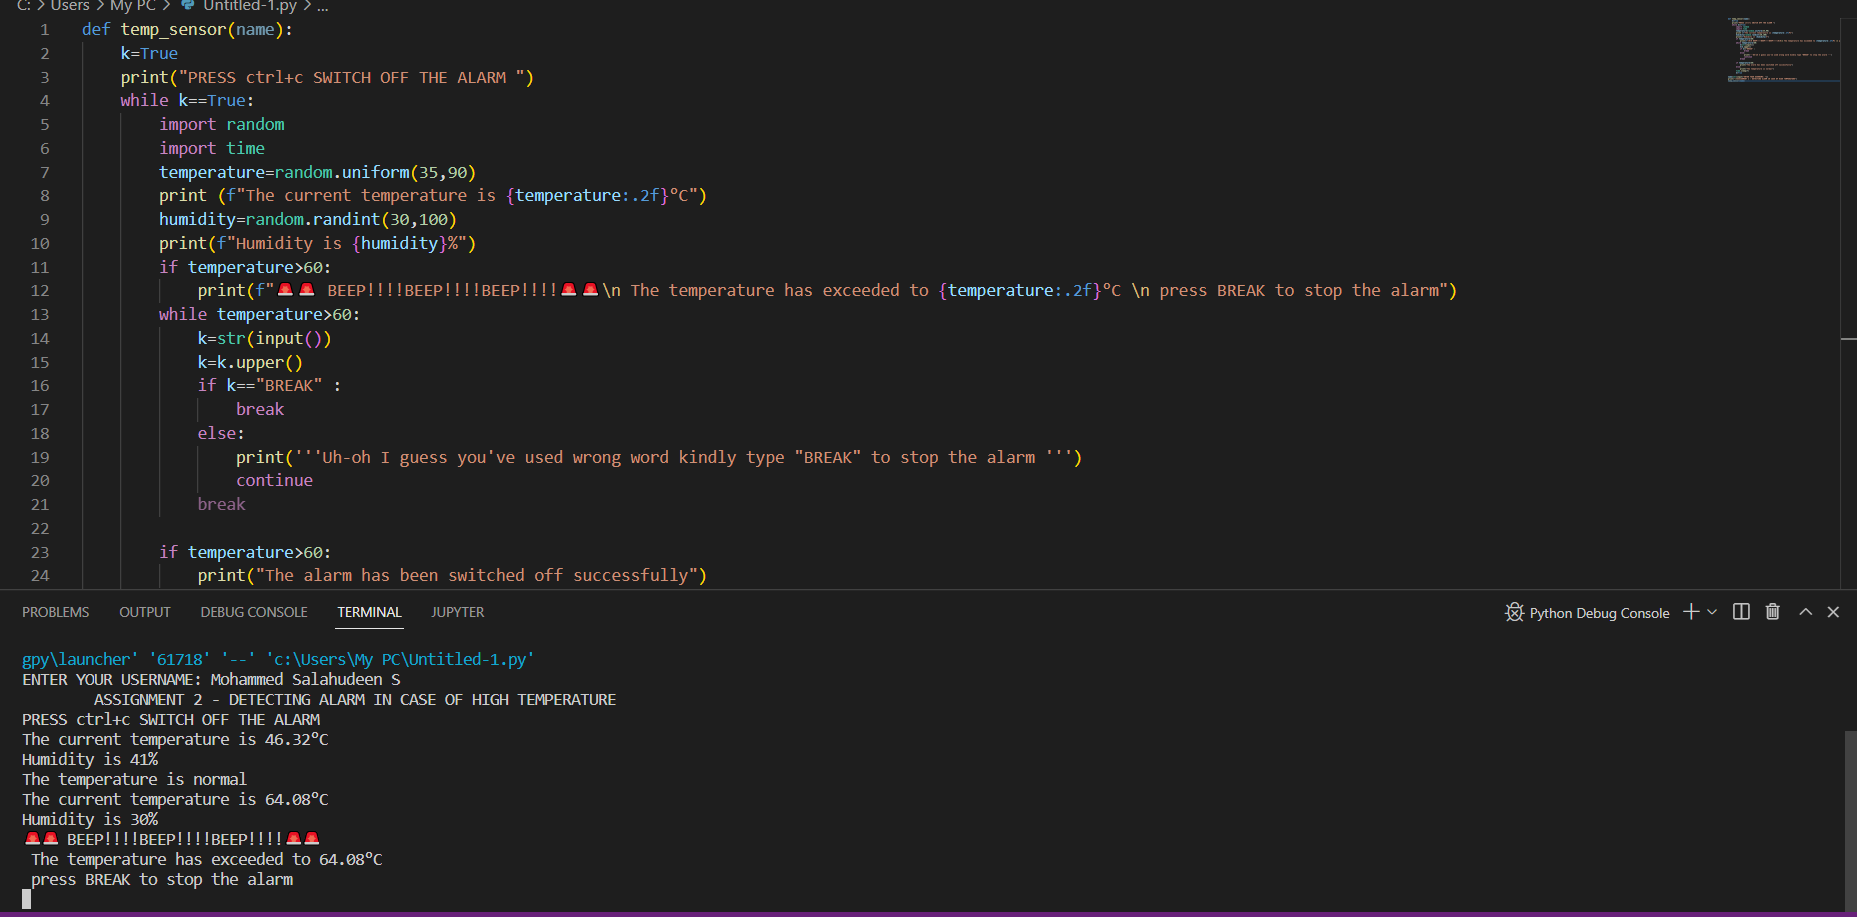 C: > Users > My PC > Untitled-1.py > ...
1 def temp_sensor(name):
2     k=True
3     print("PRESS ctrl+c SWITCH OFF THE ALARM ")
4     while k==True:
5         import random
6         import time
7         temperature=random.uniform(35,90)
8         print (f"The current temperature is {temperature:.2f}ºC")
9         humidity=random.randint(30,100)
10         print(f"Humidity is {humidity}%")
11         if temperature>60:
12             print(f"🚨🚨 BEEP!!!!BEEP!!!!BEEP!!!!🚨🚨\n The temperature has exceeded to {temperature:.2f}ºC \n press BREAK to stop the alarm")
13         while temperature>60:
14             k=str(input())
15             k=k.upper()
16             if k=="BREAK" :
17                 break
18             else:
19                 print('''Uh-oh I guess you've used wrong word kindly type "BREAK" to stop the alarm ''')
20                 continue
21             break
22
23         if temperature>60:
24             print("The alarm has been switched off successfully")
PROBLEMS OUTPUT DEBUG CONSOLE TERMINAL JUPYTER Python Debug Console
gpy\launcher' '61718' '--' 'c:\Users\My PC\Untitled-1.py'
ENTER YOUR USERNAME: Mohammed Salahudeen S
        ASSIGNMENT 2 - DETECTING ALARM IN CASE OF HIGH TEMPERATURE
PRESS ctrl+c SWITCH OFF THE ALARM
The current temperature is 46.32ºC
Humidity is 41%
The temperature is normal
The current temperature is 64.08ºC
Humidity is 30%
🚨🚨 BEEP!!!!BEEP!!!!BEEP!!!!🚨🚨
 The temperature has exceeded to 64.08ºC
 press BREAK to stop the alarm